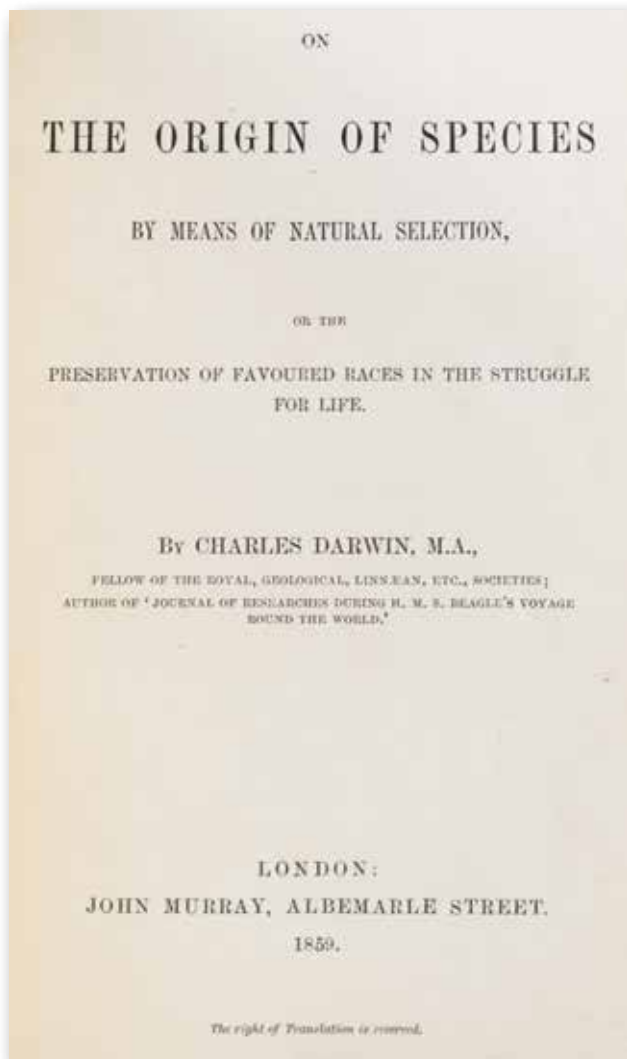 ON
THE ORIGIN OF SPECIES
BY MEANS OF NATURAL SELECTION,
OR THE
PRESERVATION OF FAVOURED RACES IN THE STRUGGLE
FOR LIFE.
BY CHARLES DARWIN, M.A.,
FELLOW OF THE ROYAL, GEOLOGICAL, LINNÆAN, ETC., SOCIETIES;
AUTHOR OF ‘JOURNAL OF RESEARCHES DURING H. M. S. BEAGLE’S VOYAGE
ROUND THE WORLD.’
LONDON:
JOHN MURRAY, ALBEMARLE STREET.
1859.
The right of Translation is reserved.